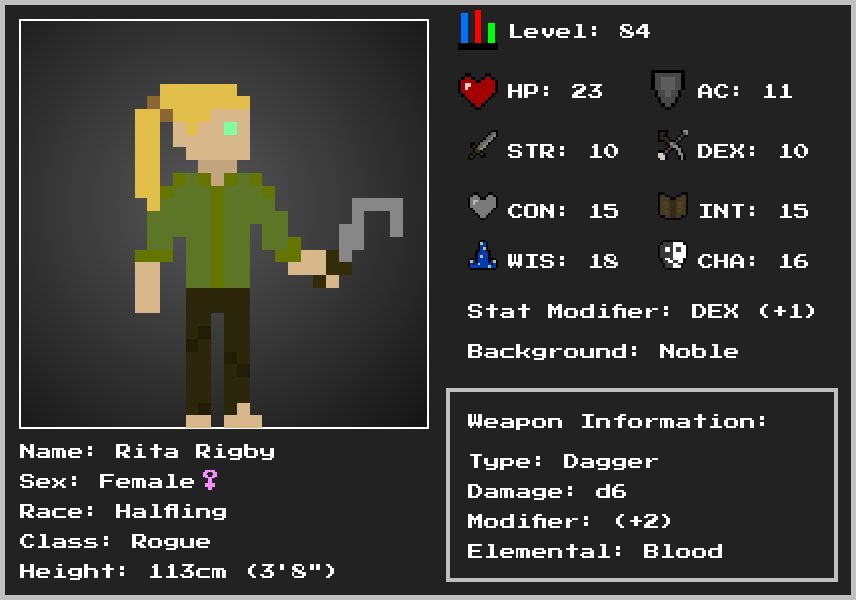 Level: 84
HP: 23
AC: 11
STR: 10
DEX: 10
CON: 15
INT: 15
WIS: 18
CHA: 16
Stat Modifier: DEX (+1)
Background: Noble
Weapon Information:
Type: Dagger
Damage: d6
Modifier: (+2)
Elemental: Blood
Name: Rita Rigby
Sex: Female♀
Race: Halfling
Class: Rogue
Height: 113cm (3'8")